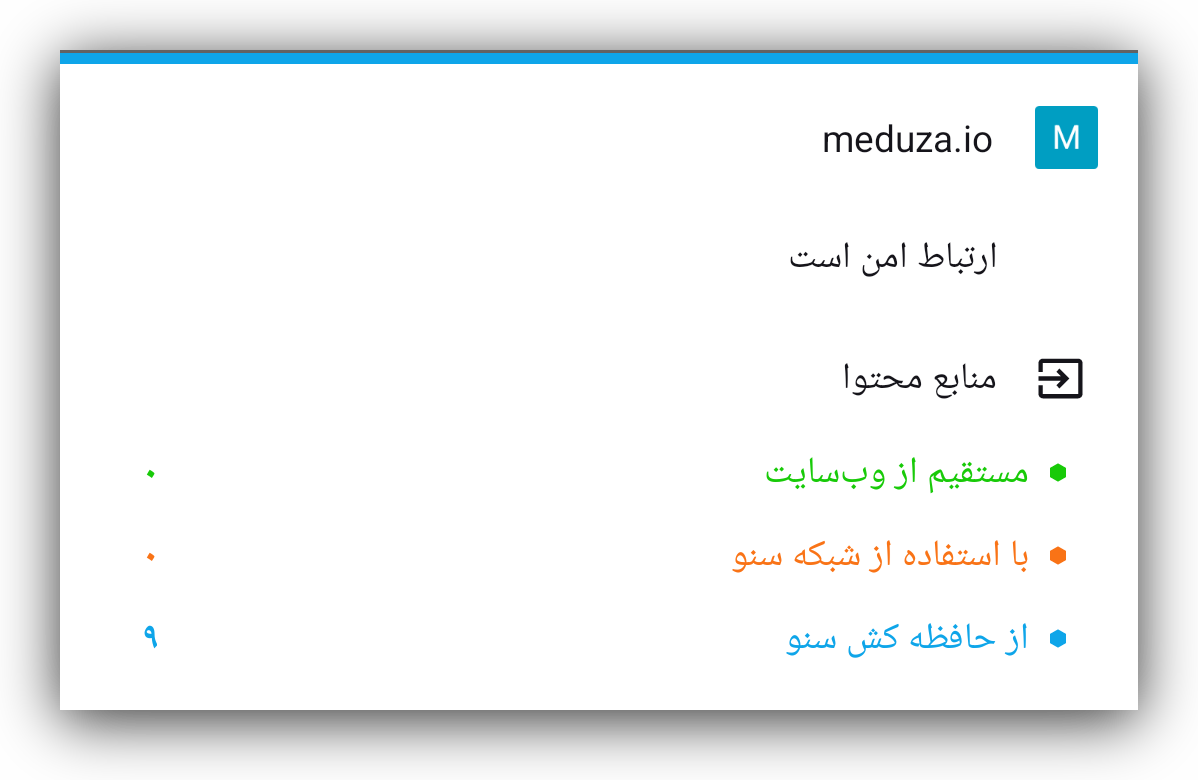 M meduza.io
ارتباط امن است
منابع محتوا
مستقیم از وب‌سایت ۰
با استفاده از شبکه سنو ۰
از حافظه کش سنو ۹